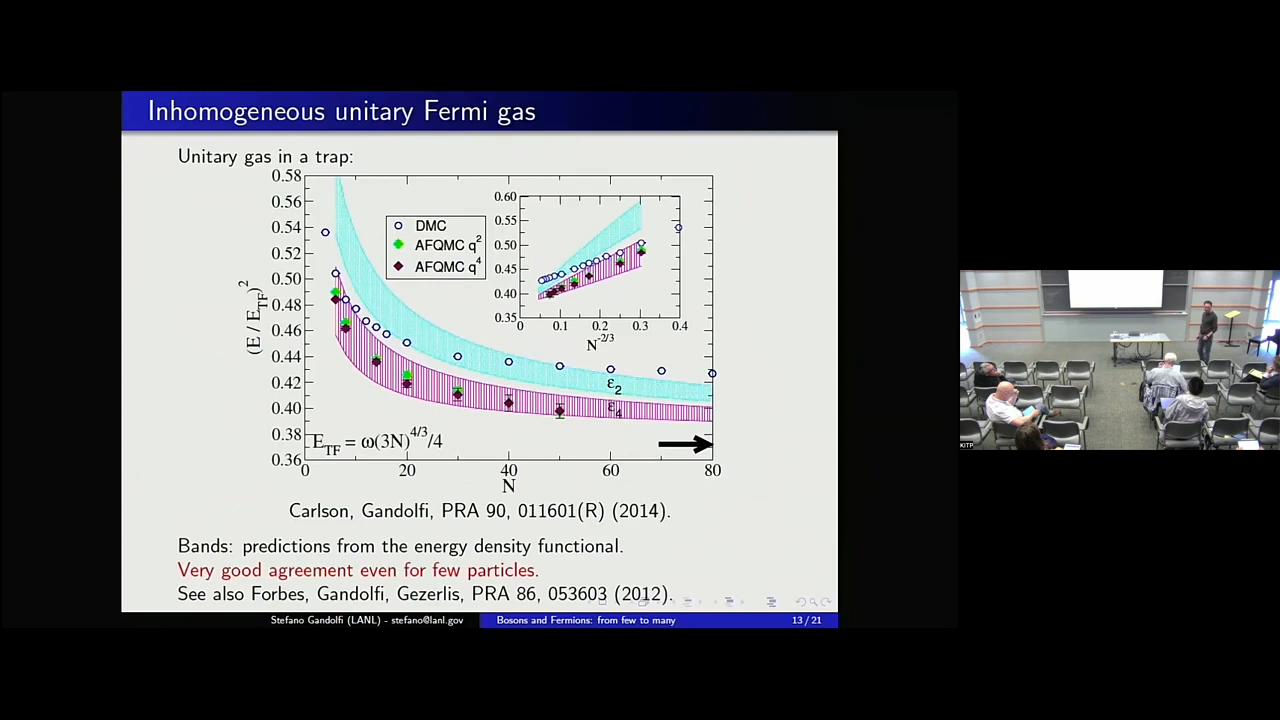 Inhomogeneous unitary Fermi gas
Unitary gas in a trap:
0.58
0.56
0.54
0.52
0.50
0.48
0.46
0.44
0.42
0.40
0.38
0.36
(E / E_TF)^2
DMC
AFQMC q^2
AFQMC q^4
0.60
0.55
0.50
0.45
0.40
0.35
0 0.1 0.2 0.3 0.4
N^-2/3
ε_2
ε_4
E_TF = ω(3N)^4/3/4
0 20 40 60 80
N
Carlson, Gandolfi, PRA 90, 011601(R) (2014).
Bands: predictions from the energy density functional.
Very good agreement even for few particles.
See also Forbes, Gandolfi, Gezerlis, PRA 86, 053603 (2012).
Stefano Gandolfi (LANL) - stefano@lanl.gov Bosons and Fermions: from few to many 13 / 21
KITP